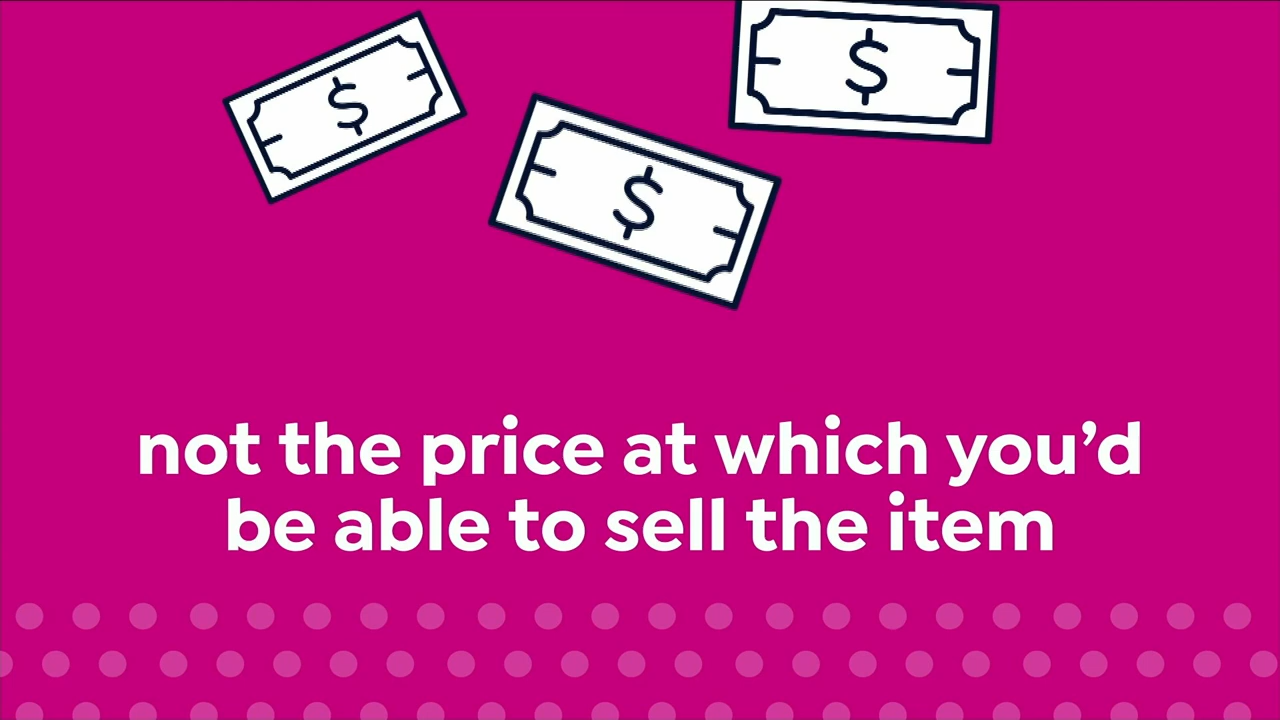 $
$
$
not the price at which you’d
be able to sell the item